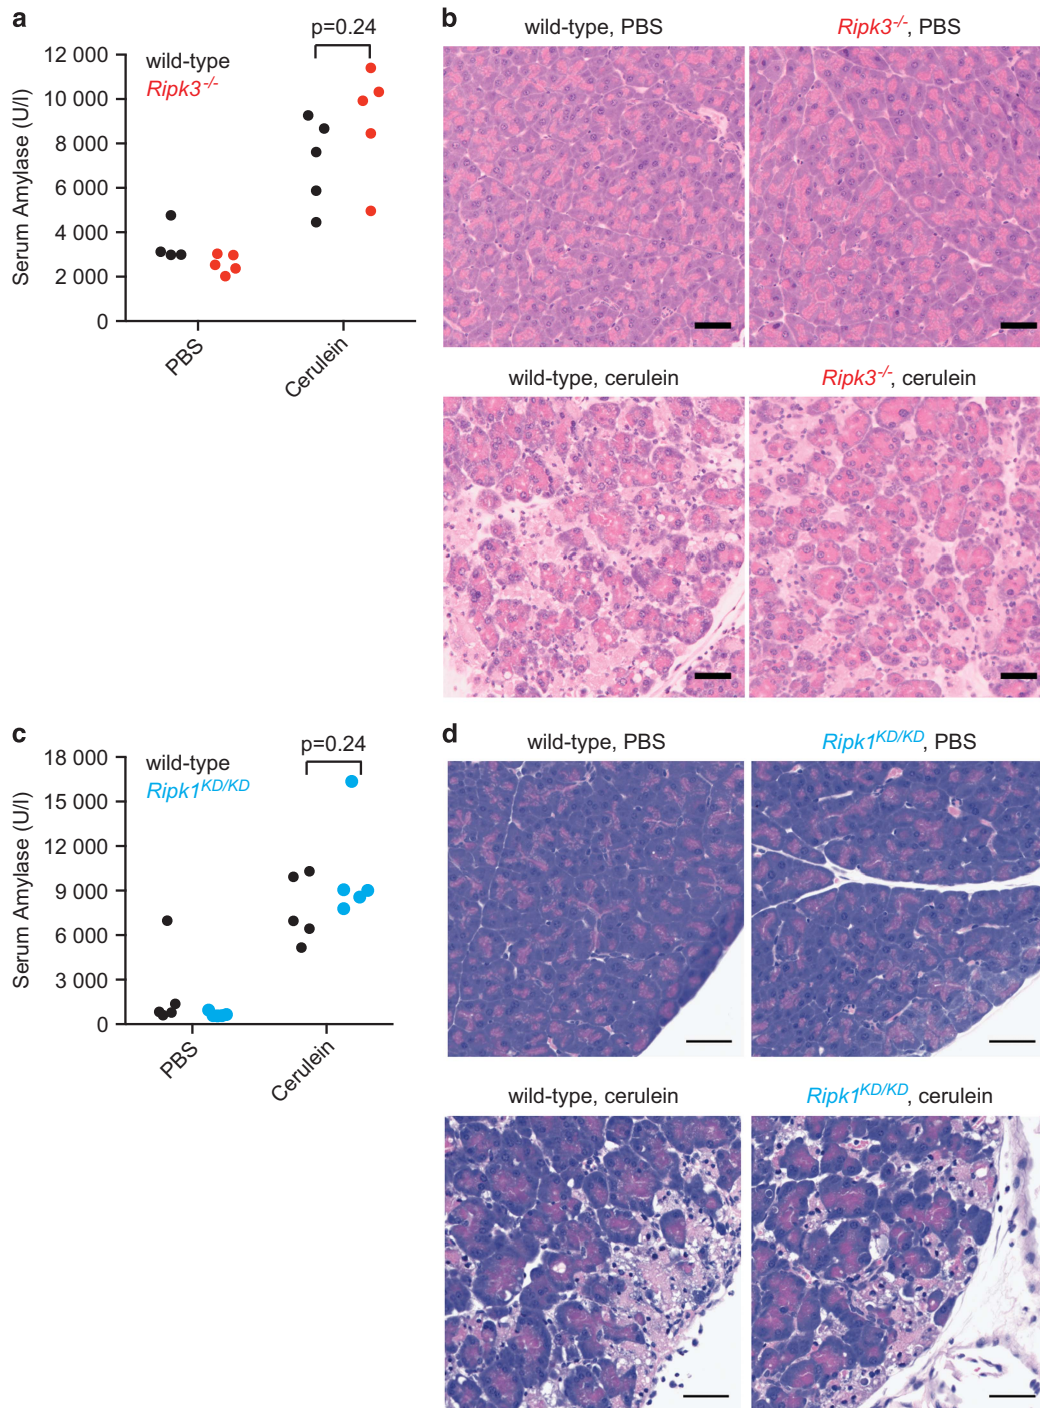 a
p=0.24
12 000
10 000
8 000
6 000
4 000
2 000
0
Serum Amylase (U/l)
wild-type
Ripk3-/-
PBS
Cerulein
b
wild-type, PBS
Ripk3-/-, PBS
wild-type, cerulein
Ripk3-/-, cerulein
c
p=0.24
18 000
15 000
12 000
9 000
6 000
3 000
0
Serum Amylase (U/l)
wild-type
Ripk1KD/KD
PBS
Cerulein
d
wild-type, PBS
Ripk1KD/KD, PBS
wild-type, cerulein
Ripk1KD/KD, cerulein